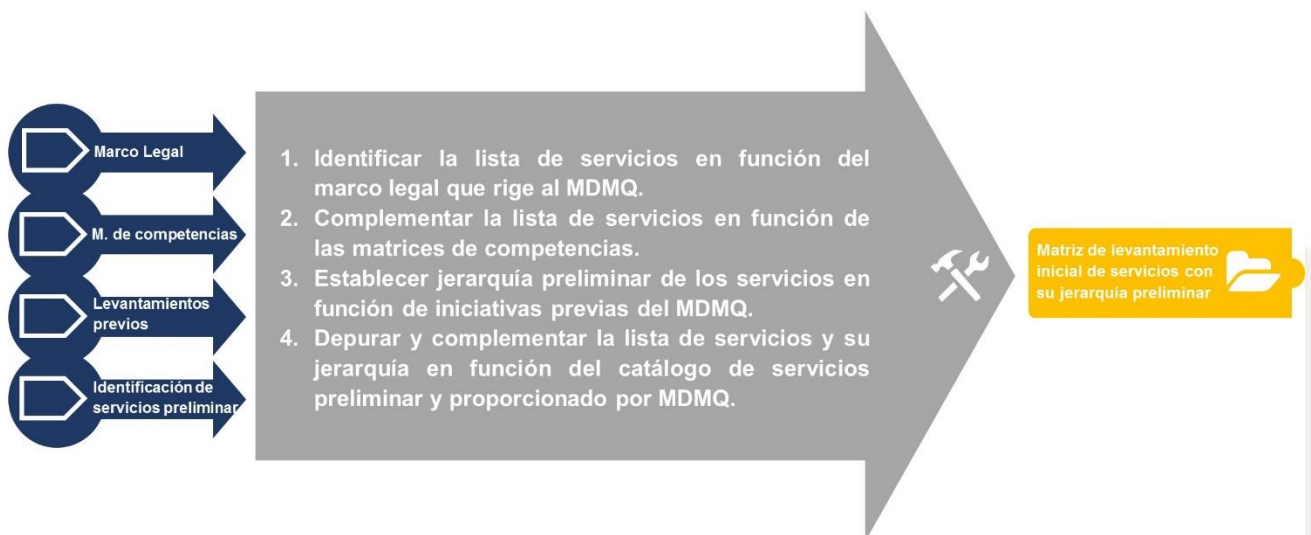 Marco Legal
M. de competencias
Levantamientos
previos
Identificación de
servicios preliminar
1. Identificar la lista de servicios en función del
marco legal que rige al MDMQ.
2. Complementar la lista de servicios en función de
las matrices de competencias.
3. Establecer jerarquía preliminar de los servicios en
función de iniciativas previas del MDMQ.
4. Depurar y complementar la lista de servicios y su
jerarquía en función del catálogo de servicios
preliminar y proporcionado por MDMQ.
Matriz de levantamiento
inicial de servicios con
su jerarquía preliminar